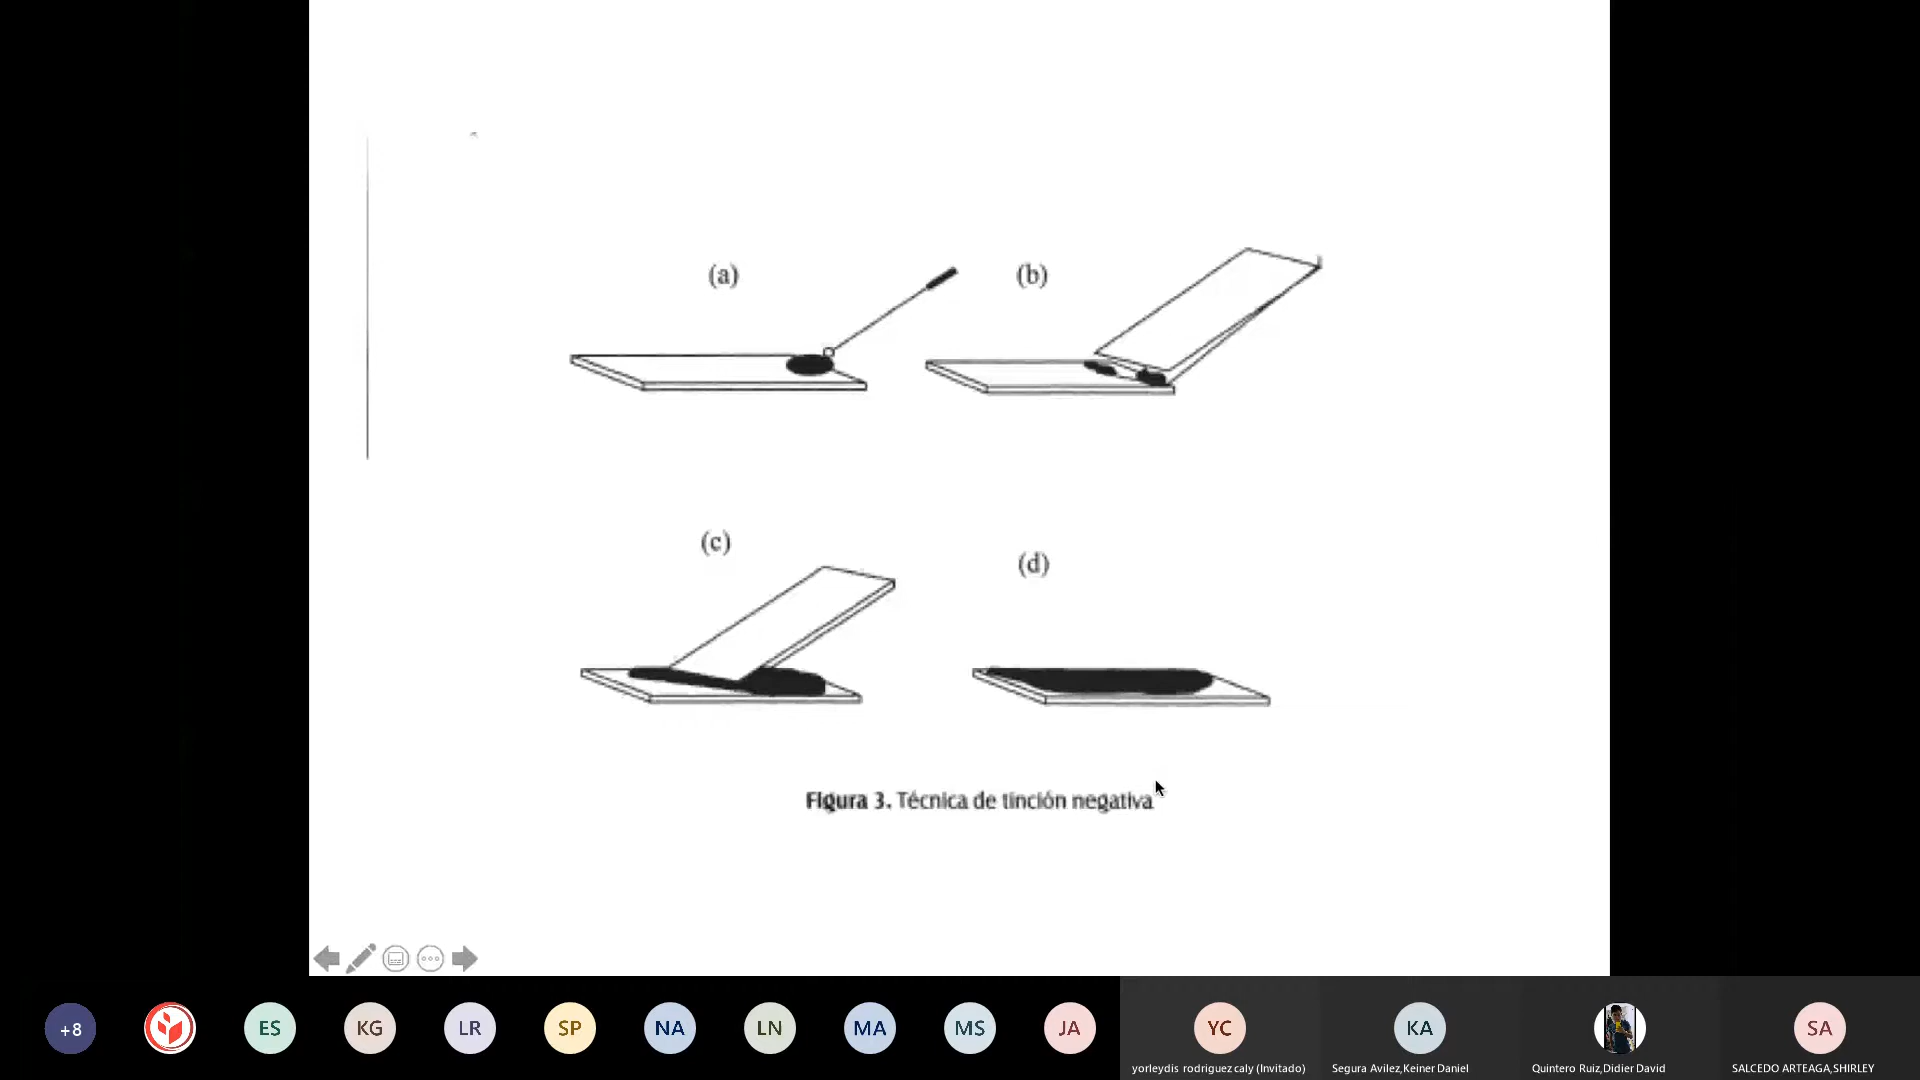 (a)
(b)
(c)
(d)
Figura 3. Técnica de tinción negativa
+8
ES
KG
LR
SP
NA
LN
MA
MS
JA
YC
KA
SA
yorleydis rodriguez caly (Invitado)
Segura Avilez,Keiner Daniel
Quintero Ruiz,Didier David
SALCEDO ARTEAGA,SHIRLEY